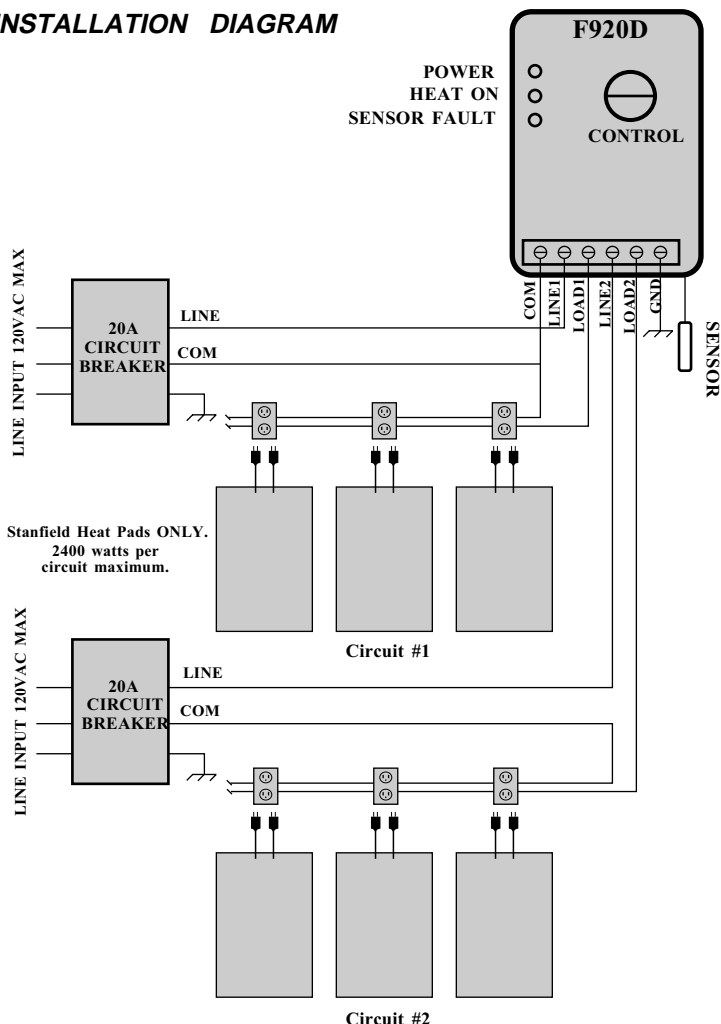 INSTALLATION DIAGRAM
F920D
POWER
HEAT ON
SENSOR FAULT
CONTROL
COM
LINE1
LOAD1
LINE2
LOAD2
GND
SENSOR
LINE INPUT 120VAC MAX
20A
CIRCUIT
BREAKER
LINE
COM
Stanfield Heat Pads ONLY.
2400 watts per
circuit maximum.
Circuit #1
LINE INPUT 120VAC MAX
20A
CIRCUIT
BREAKER
LINE
COM
Circuit #2